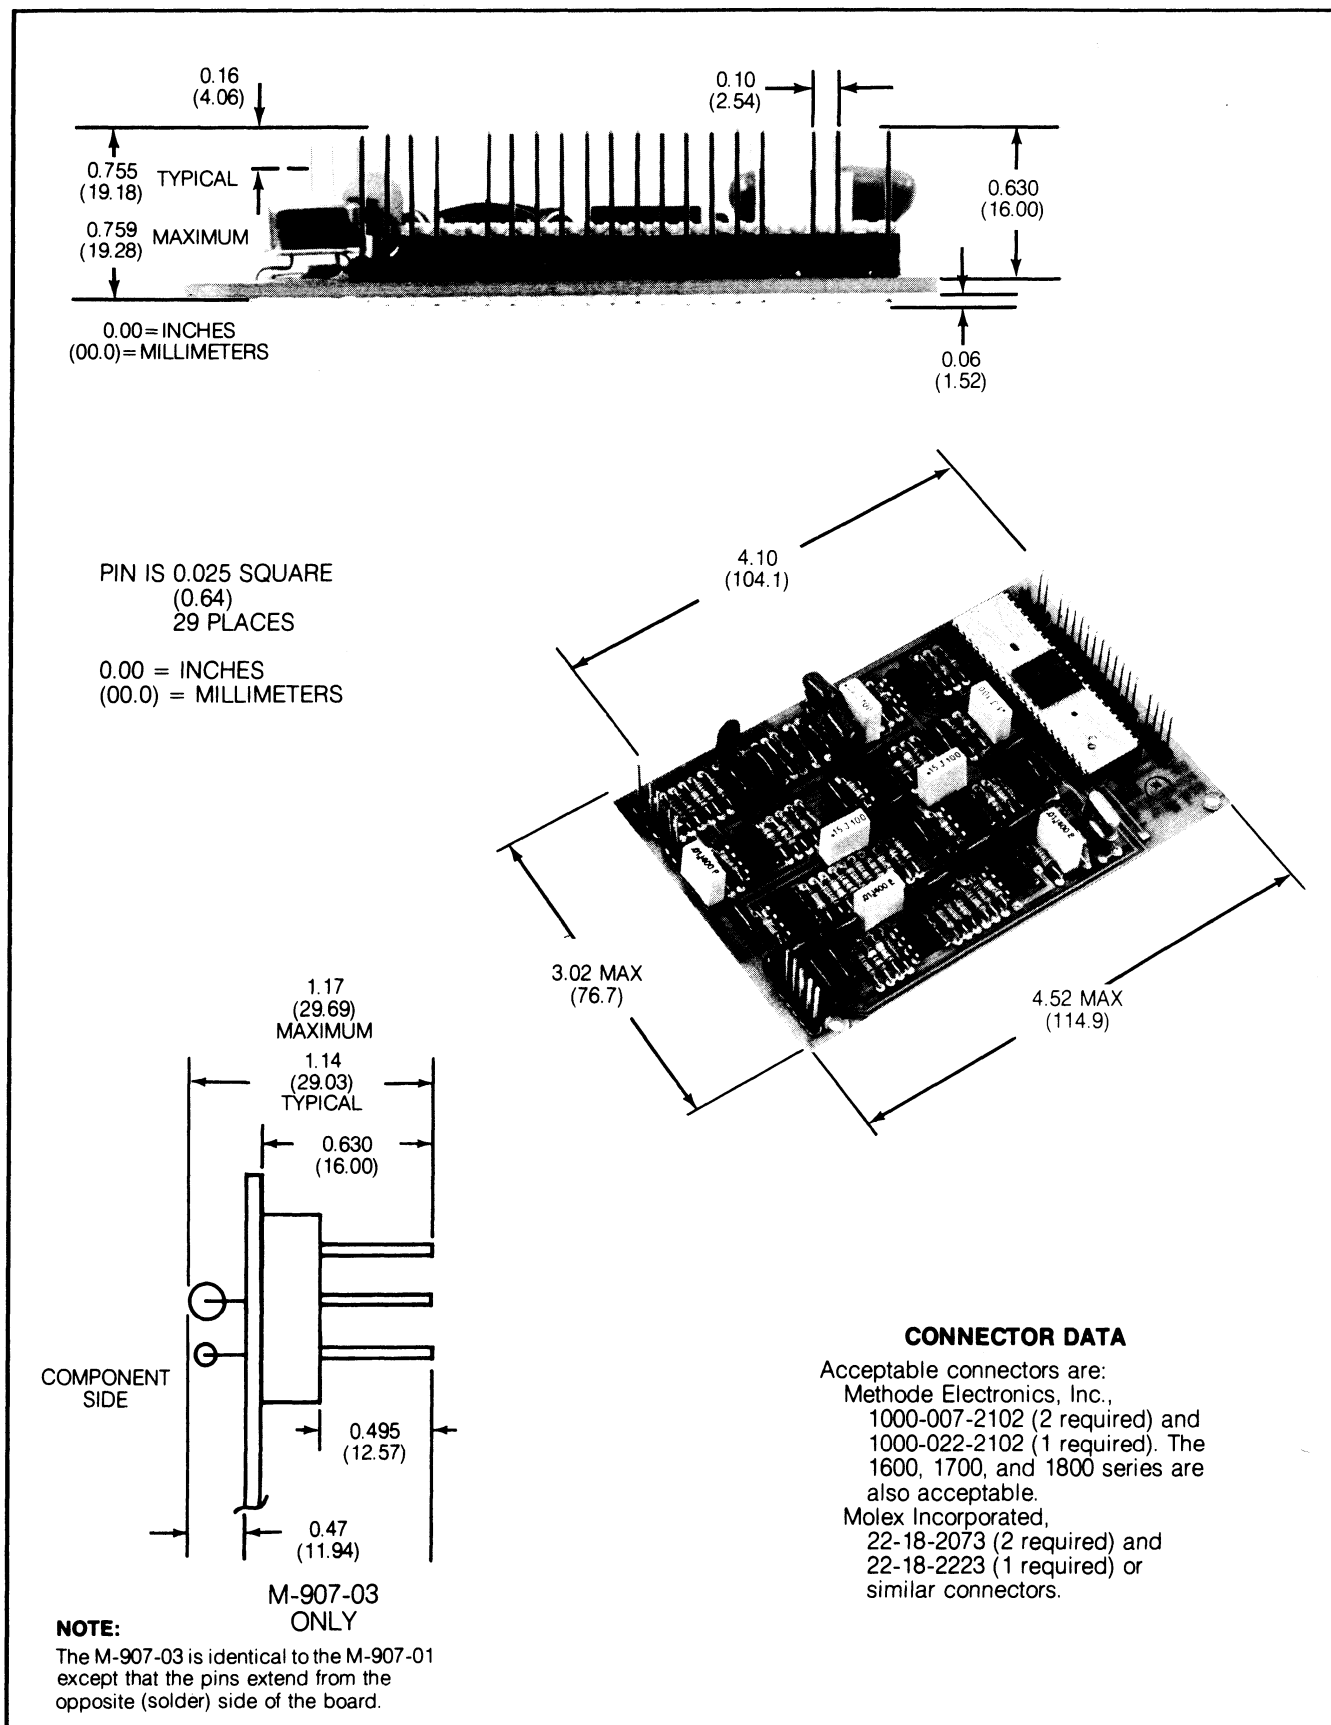 0.16
(4.06)
0.10
(2.54)
0.755
(19.18)
TYPICAL
0.759
(19.28)
MAXIMUM
0.630
(16.00)
0.00=INCHES
(00.0)=MILLIMETERS
0.06
(1.52)
4.10
(104.1)
PIN IS 0.025 SQUARE
(0.64)
29 PLACES
0.00 = INCHES
(00.0) = MILLIMETERS
.15 J 100
.15 J 100
3.02 MAX
(76.7)
4.52 MAX
(114.9)
1.17
(29.69)
MAXIMUM
1.14
(29.03)
TYPICAL
0.630
(16.00)
COMPONENT
SIDE
0.495
(12.57)
0.47
(11.94)
M-907-03
ONLY
NOTE:
The M-907-03 is identical to the M-907-01
except that the pins extend from the
opposite (solder) side of the board.
CONNECTOR DATA
Acceptable connectors are:
Methode Electronics, Inc.,
1000-007-2102 (2 required) and
1000-022-2102 (1 required). The
1600, 1700, and 1800 series are
also acceptable.
Molex Incorporated,
22-18-2073 (2 required) and
22-18-2223 (1 required) or
similar connectors.